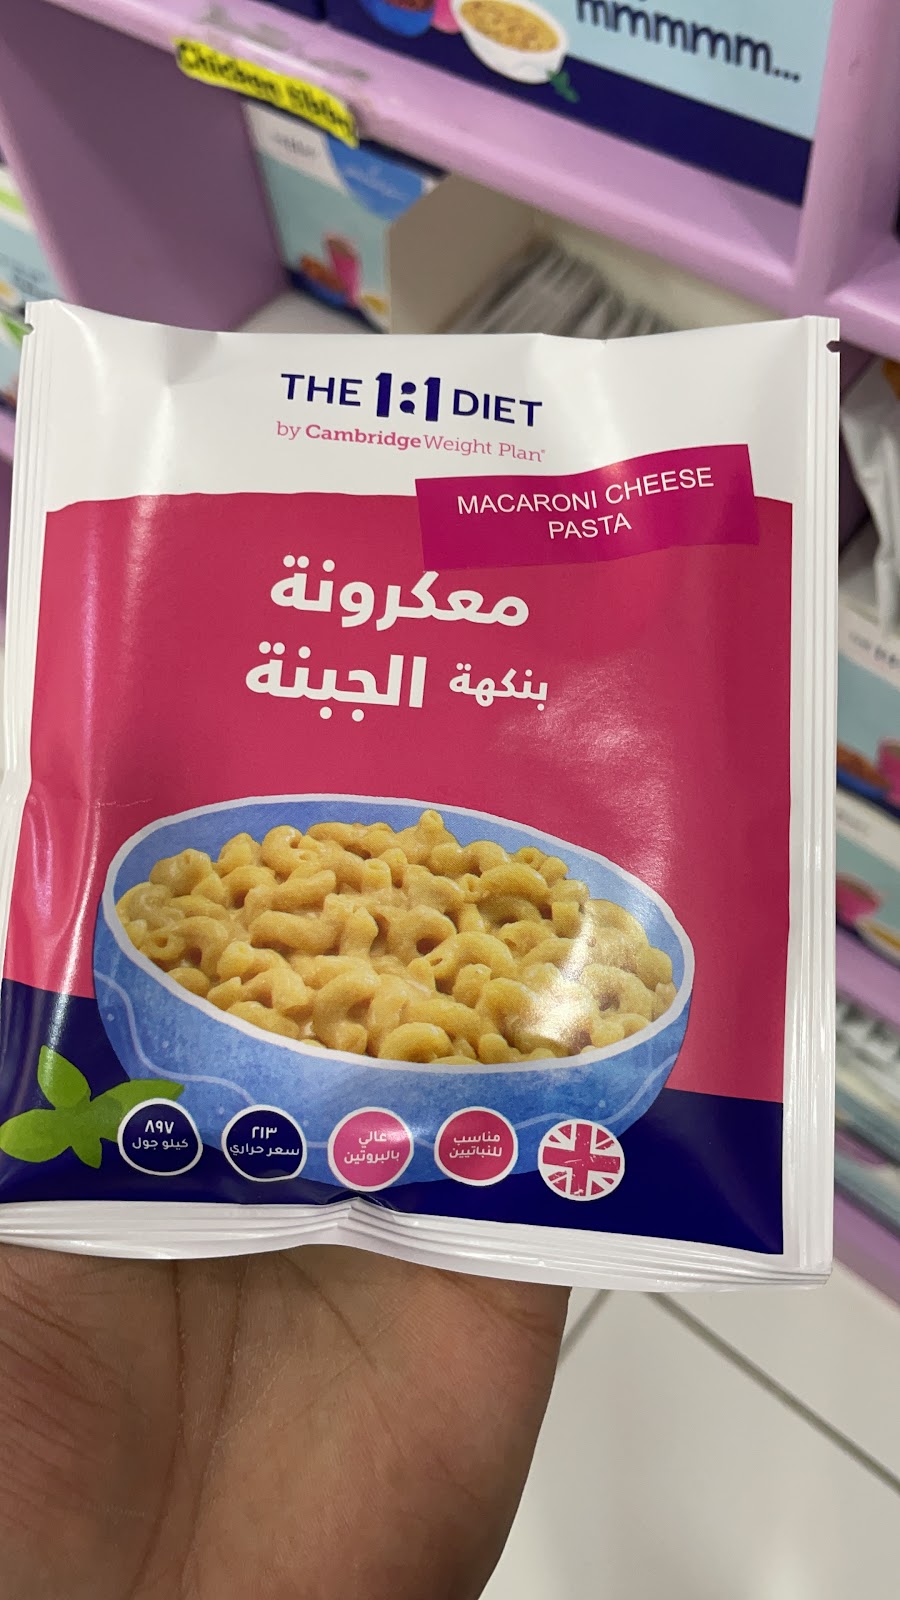 mmmmm...
THE 1:1 DIET
by Cambridge Weight Plan®
MACARONI CHEESE
PASTA
معكرونة
بنكهة الجبنة
٨٩٧
كيلو جول
٢١٣
سعر حراري
عالي
بالبروتين
مناسب
للنباتيين